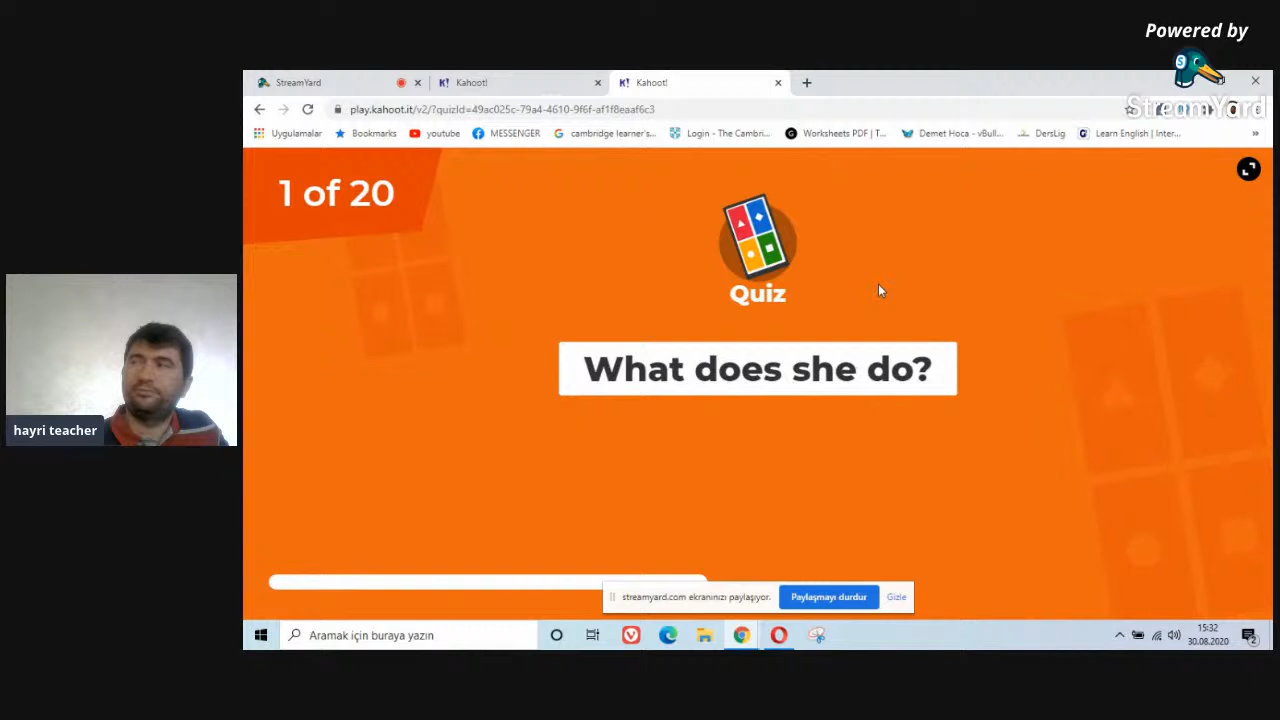 Powered by
StreamYard
StreamYard
Kahoot!
Kahoot!
play.kahoot.it/v2/?quizId=49ac025c-79a4-4610-9f6f-af1f8eaaf6c3
Uygulamalar
Bookmarks
youtube
MESSENGER
cambridge learner's...
Login - The Cambri...
Worksheets PDF | T...
Demet Hoca - vBull...
DersLig
Learn English | Inter...
1 of 20
Quiz
What does she do?
hayri teacher
streamyard.com ekranınızı paylaşıyor.
Paylaşmayı durdur
Gizle
Aramak için buraya yazın
15:32
30.08.2020
2